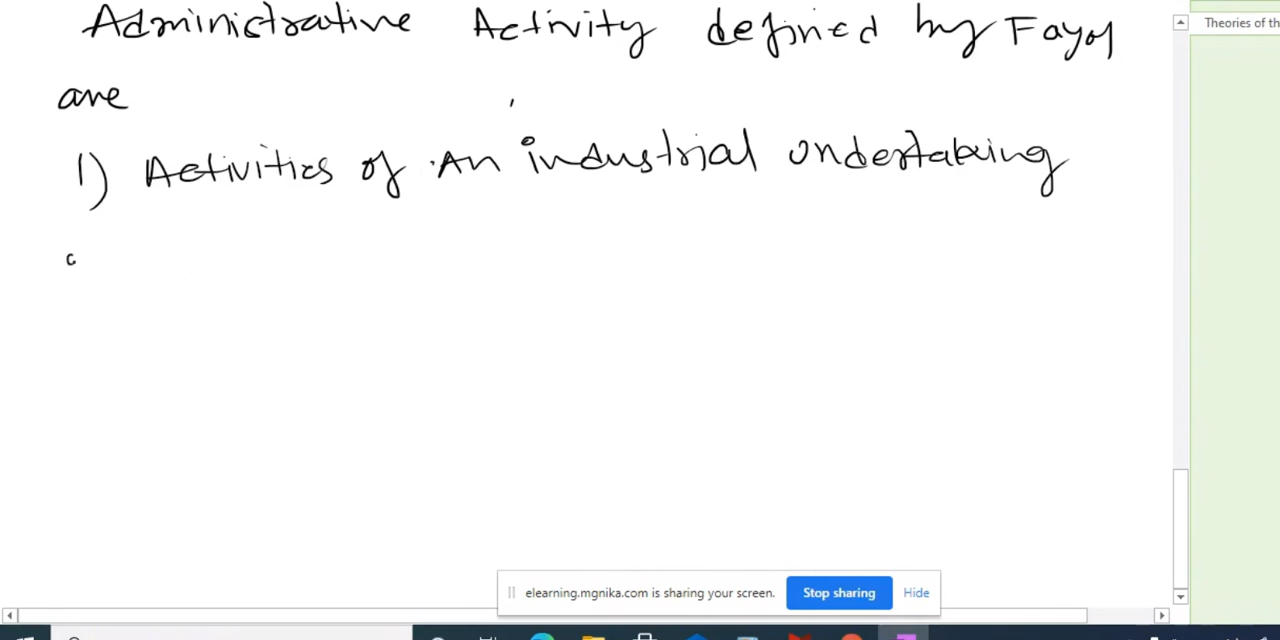 Administrative Activity defined by Fayol
Theories of th
are
1) Activities of An industrial undertaking
elearning.mgnika.com is sharing your screen.
Stop sharing
Hide